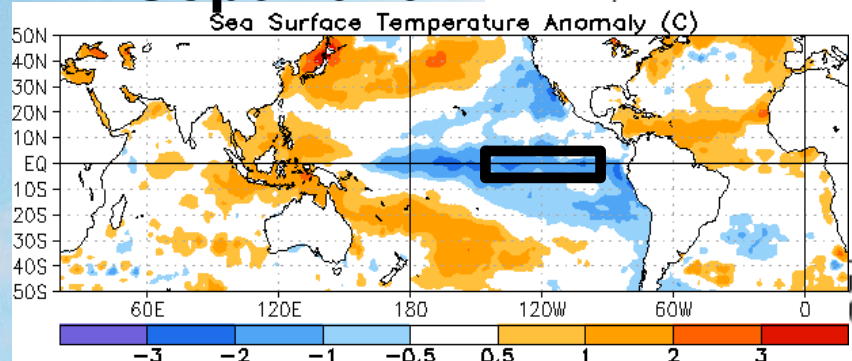 Sea Surface Temperature Anomaly (C)
50N
40N
30N
20N
10N
EQ
10S
20S
30S
40S
50S
60E 120E 180 120W 60W 0
-3 -2 -1 -0.5 0.5 1 2 3